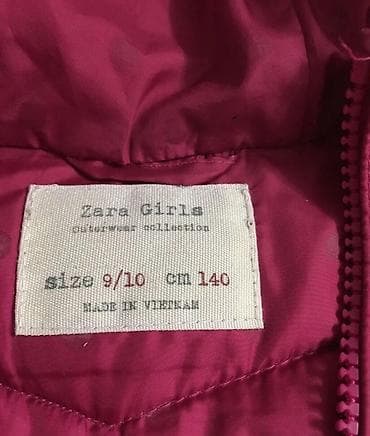 Zara Girls
Outerwear collection
size 9/10 cm 140
MADE IN VIETNAM